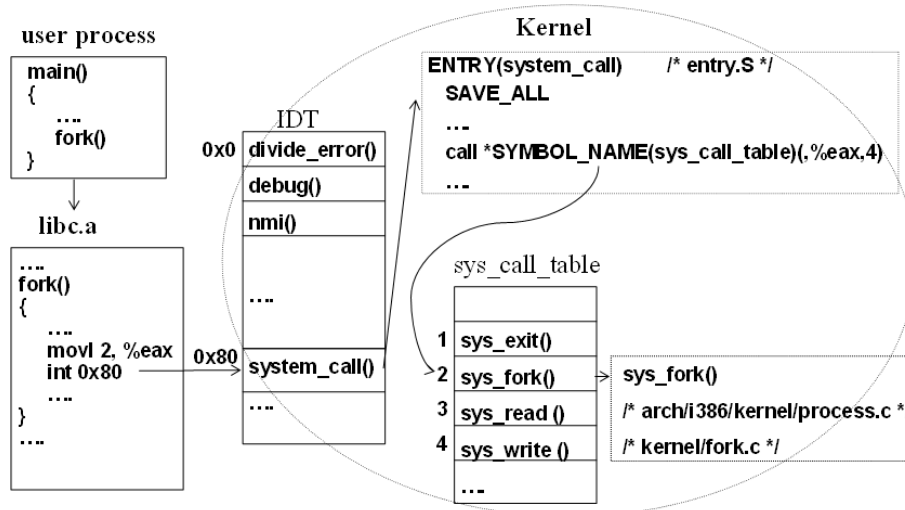 user process
main()
{
....
fork()
}
libc.a
....
fork()
{
....
movl 2, %eax
int 0x80
....
}
....
IDT
0x0 divide_error()
debug()
nmi()
....
0x80 system_call()
....
Kernel
ENTRY(system_call) /* entry.S */
SAVE_ALL
....
call *SYMBOL_NAME(sys_call_table)(,%eax,4)
....
sys_call_table
1 sys_exit()
2 sys_fork()
3 sys_read ()
4 sys_write ()
....
sys_fork()
/* arch/i386/kernel/process.c *
/* kernel/fork.c */